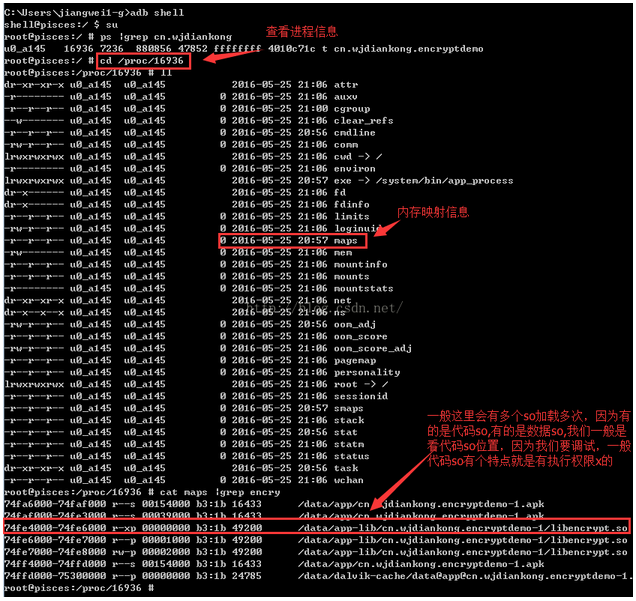 C:\Users\jiangwei1-g>adb shell
shell@pisces:/ $ su
root@pisces:/ # ps |grep cn.wjdiankong
查看进程信息
u0_a145   16936 7236  880856 47852 ffffffff 4010c71c t cn.wjdiankong.encryptdemo
root@pisces:/ # cd /proc/16936
root@pisces:/proc/16936 # ll
dr-xr-xr-x u0_a145  u0_a145           2016-05-25 21:06 attr
-r-------- u0_a145  u0_a145         0 2016-05-25 21:06 auxv
-r--r--r-- u0_a145  u0_a145         0 2016-05-25 21:00 cgroup
--w------- u0_a145  u0_a145         0 2016-05-25 21:06 clear_refs
-r--r--r-- u0_a145  u0_a145         0 2016-05-25 20:56 cmdline
-rw-r--r-- u0_a145  u0_a145         0 2016-05-25 21:06 comm
lrwxrwxrwx u0_a145  u0_a145           2016-05-25 21:06 cwd -> /
-r-------- u0_a145  u0_a145         0 2016-05-25 21:06 environ
lrwxrwxrwx u0_a145  u0_a145           2016-05-25 20:57 exe -> /system/bin/app_process
dr-x------ u0_a145  u0_a145           2016-05-25 21:06 fd
dr-x------ u0_a145  u0_a145           2016-05-25 21:06 fdinfo
-r--r--r-- u0_a145  u0_a145         0 2016-05-25 21:06 limits
-rw-r--r-- u0_a145  u0_a145         0 2016-05-25 21:06 loginuid
内存映射信息
-r--r--r-- u0_a145  u0_a145         0 2016-05-25 20:57 maps
-rw------- u0_a145  u0_a145         0 2016-05-25 21:06 mem
-r--r--r-- u0_a145  u0_a145         0 2016-05-25 21:06 mountinfo
-r--r--r-- u0_a145  u0_a145         0 2016-05-25 21:06 mounts
-r-------- u0_a145  u0_a145         0 2016-05-25 21:06 mountstats
dr-xr-xr-x u0_a145  u0_a145           2016-05-25 21:06 net
dr-x--x--x u0_a145  u0_a145           2016-05-25 21:06 ns
http://blog.csdn.net/
-rw-r--r-- u0_a145  u0_a145         0 2016-05-25 20:56 oom_adj
-r--r--r-- u0_a145  u0_a145         0 2016-05-25 21:06 oom_score
-rw-r--r-- u0_a145  u0_a145         0 2016-05-25 21:06 oom_score_adj
-r--r--r-- u0_a145  u0_a145         0 2016-05-25 21:06 pagemap
-r--r--r-- u0_a145  u0_a145         0 2016-05-25 21:06 personality
lrwxrwxrwx u0_a145  u0_a145           2016-05-25 21:06 root -> /
-r--r--r-- u0_a145  u0_a145         0 2016-05-25 21:06 sessionid
-r--r--r-- u0_a145  u0_a145         0 2016-05-25 20:57 smaps
-r--r--r-- u0_a145  u0_a145         0 2016-05-25 21:06 stack
-r--r--r-- u0_a145  u0_a145         0 2016-05-25 20:56 stat
-r--r--r-- u0_a145  u0_a145         0 2016-05-25 21:06 statm
-r--r--r-- u0_a145  u0_a145         0 2016-05-25 21:06 status
dr-xr-xr-x u0_a145  u0_a145           2016-05-25 20:56 task
-r--r--r-- u0_a145  u0_a145         0 2016-05-25 21:06 wchan
一般这里会有多个so加载多次，因为有
的是代码so,有的是数据so,我们一般是
看代码so位置，因为我们要调试，一般
代码so有个特点就是有执行权限x的
root@pisces:/proc/16936 # cat maps |grep encry
74fa6000-74faf000 r--s 00154000 b3:1b 16433      /data/app/cn.wjdiankong.encryptdemo-1.apk
74faf000-74fe3000 r--s 00039000 b3:1b 16433      /data/app/cn.wjdiankong.encryptdemo-1.apk
74fe4000-74fe6000 r-xp 00000000 b3:1b 49200      /data/app-lib/cn.wjdiankong.encryptdemo-1/libencrypt.so
74fe6000-74fe7000 r--p 00001000 b3:1b 49200      /data/app-lib/cn.wjdiankong.encryptdemo-1/libencrypt.so
74fe7000-74fe8000 rw-p 00002000 b3:1b 49200      /data/app-lib/cn.wjdiankong.encryptdemo-1/libencrypt.so
74ff4000-74ffd000 r--s 00154000 b3:1b 16433      /data/app/cn.wjdiankong.encryptdemo-1.apk
74ffd000-75300000 r--p 00000000 b3:1b 24785      /data/dalvik-cache/data@app@cn.wjdiankong.encryptdemo-1.
root@pisces:/proc/16936 #